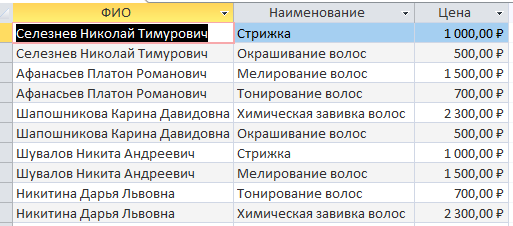 ФИО Наименование Цена
Селезнев Николай Тимурович Стрижка 1 000,00 ₽
Селезнев Николай Тимурович Окрашивание волос 500,00 ₽
Афанасьев Платон Романович Мелирование волос 1 500,00 ₽
Афанасьев Платон Романович Тонирование волос 700,00 ₽
Шапошникова Карина Давидовна Химическая завивка волос 2 300,00 ₽
Шапошникова Карина Давидовна Окрашивание волос 500,00 ₽
Шувалов Никита Андреевич Стрижка 1 000,00 ₽
Шувалов Никита Андреевич Мелирование волос 1 500,00 ₽
Никитина Дарья Львовна Тонирование волос 700,00 ₽
Никитина Дарья Львовна Химическая завивка волос 2 300,00 ₽